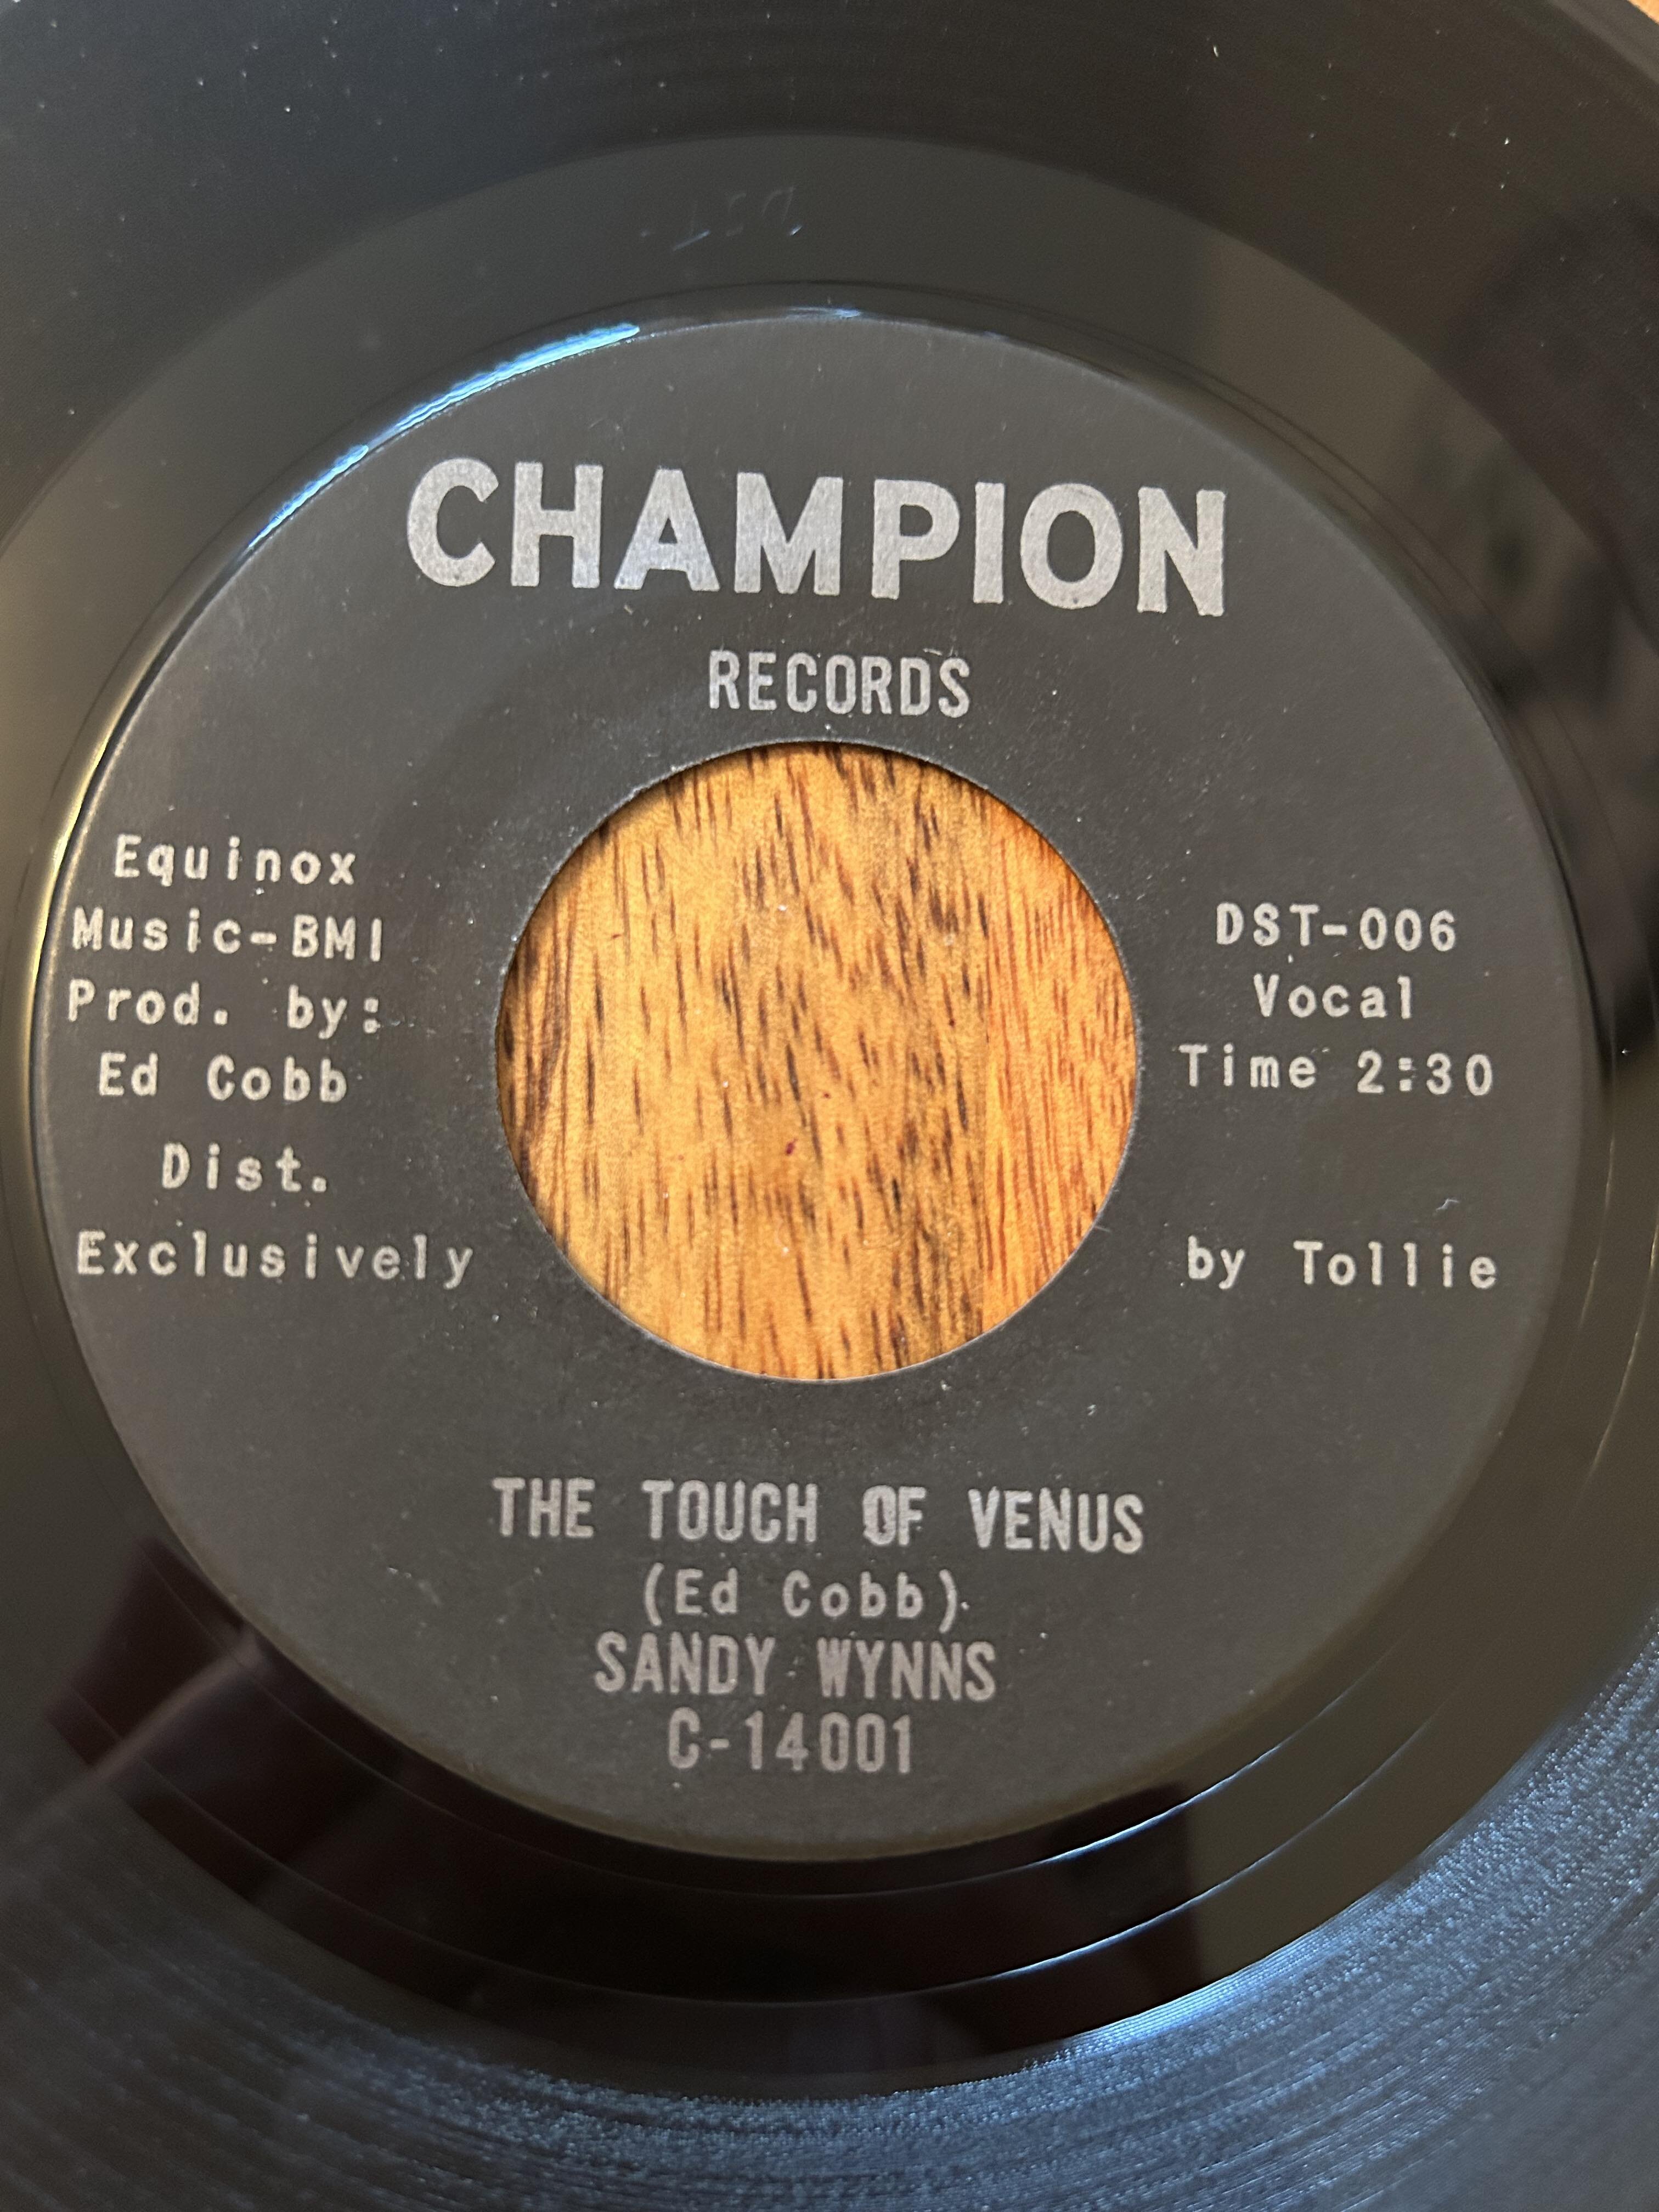 CHAMPION
RECORDS
Equinox
Music-BMI
Prod. by:
Ed Cobb
Dist.
Exclusively
DST-006
Vocal
Time 2:30
by Tollie
THE TOUCH OF VENUS
(Ed Cobb)
SANDY WYNNS
C-14001